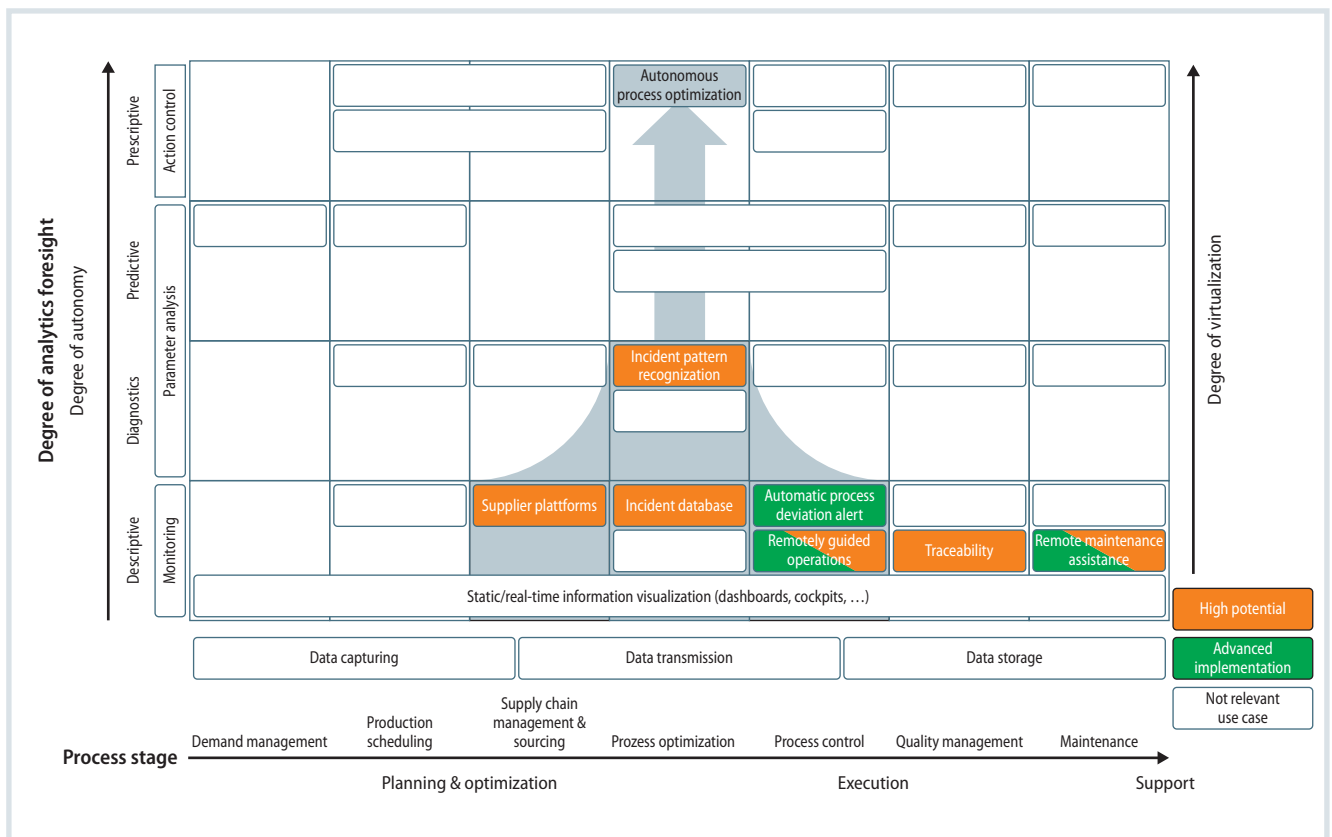 Autonomous
process optimization
Prescriptive
Action control
Degree of analytics foresight
Degree of autonomy
Predictive
Parameter analysis
Degree of virtualization
Diagnostics
Incident pattern
recognization
Descriptive
Monitoring
Supplier plattforms
Incident database
Automatic process
deviation alert
Remotely guided
operations
Traceability
Remote maintenance
assistance
Static/real-time information visualization (dashboards, cockpits, …)
High potential
Data capturing
Data transmission
Data storage
Advanced
implementation
Not relevant
use case
Demand management
Production
scheduling
Supply chain
management &
sourcing
Prozess optimization
Process control
Quality management
Maintenance
Process stage
Planning & optimization
Execution
Support